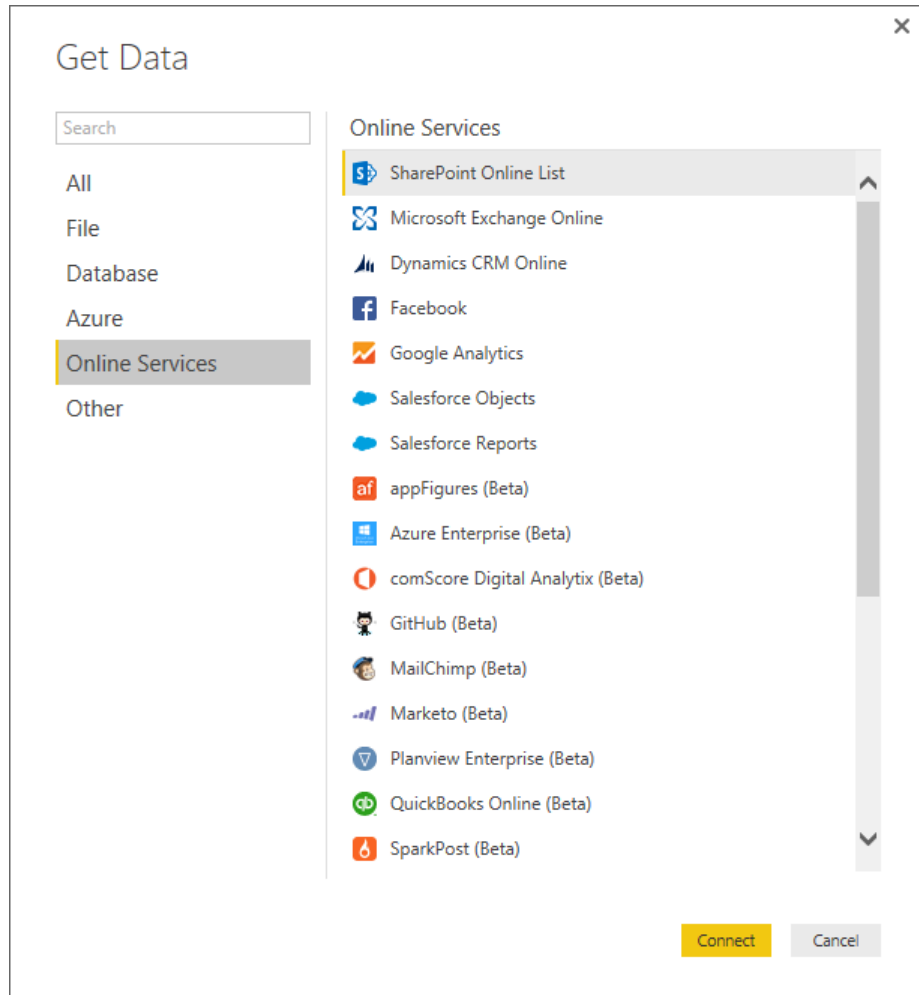 Get Data
Search
All
File
Database
Azure
Online Services
Other
Online Services
SharePoint Online List
Microsoft Exchange Online
Dynamics CRM Online
Facebook
Google Analytics
Salesforce Objects
Salesforce Reports
appFigures (Beta)
Azure Enterprise (Beta)
comScore Digital Analytix (Beta)
GitHub (Beta)
MailChimp (Beta)
Marketo (Beta)
Planview Enterprise (Beta)
QuickBooks Online (Beta)
SparkPost (Beta)
Connect
Cancel